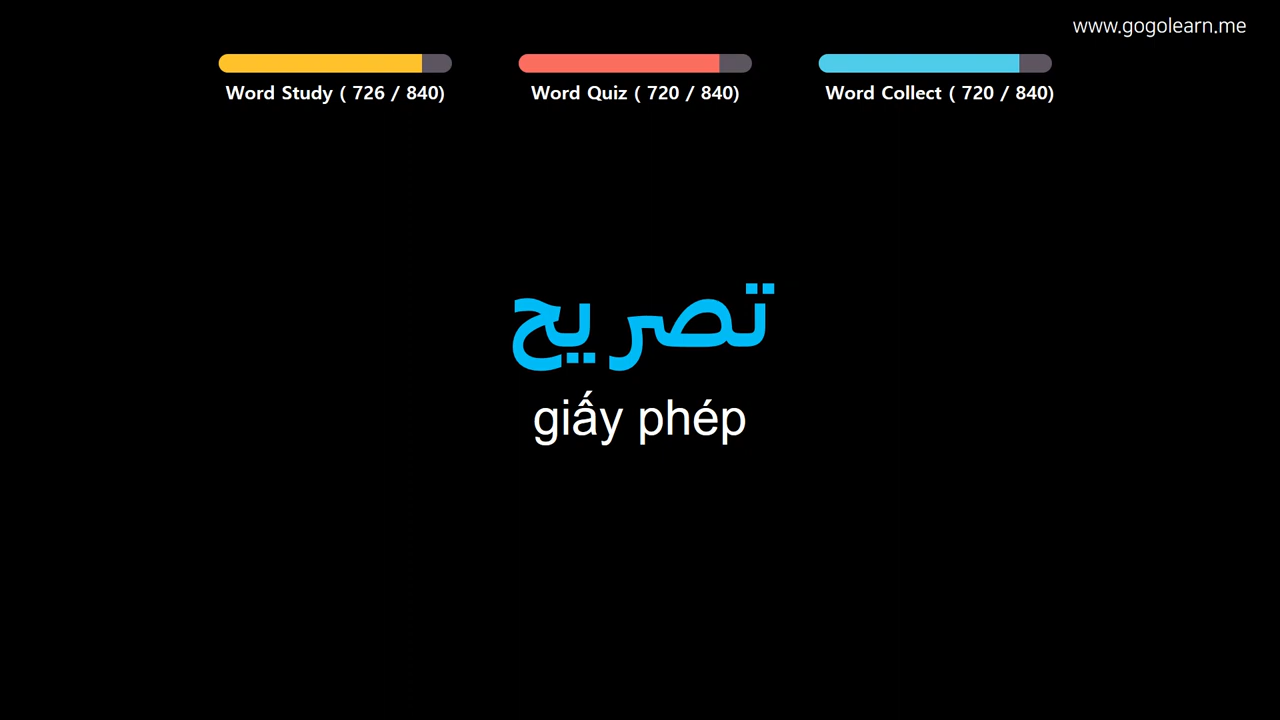 www.gogolearn.me
Word Study ( 726 / 840)
Word Quiz ( 720 / 840)
Word Collect ( 720 / 840)
تصريح
giấy phép